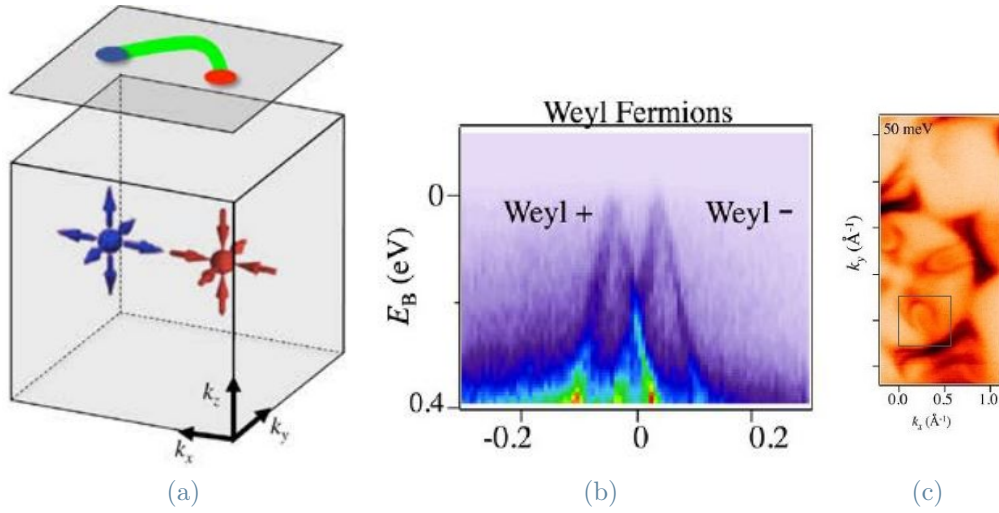 k_z
k_y
k_x
(a)
Weyl Fermions
0
Weyl +
Weyl −
E_B (eV)
0.4
-0.2
0
0.2
(b)
50 meV
k_y (Å⁻¹)
0.0
0.5
1.0
k_x (Å⁻¹)
(c)